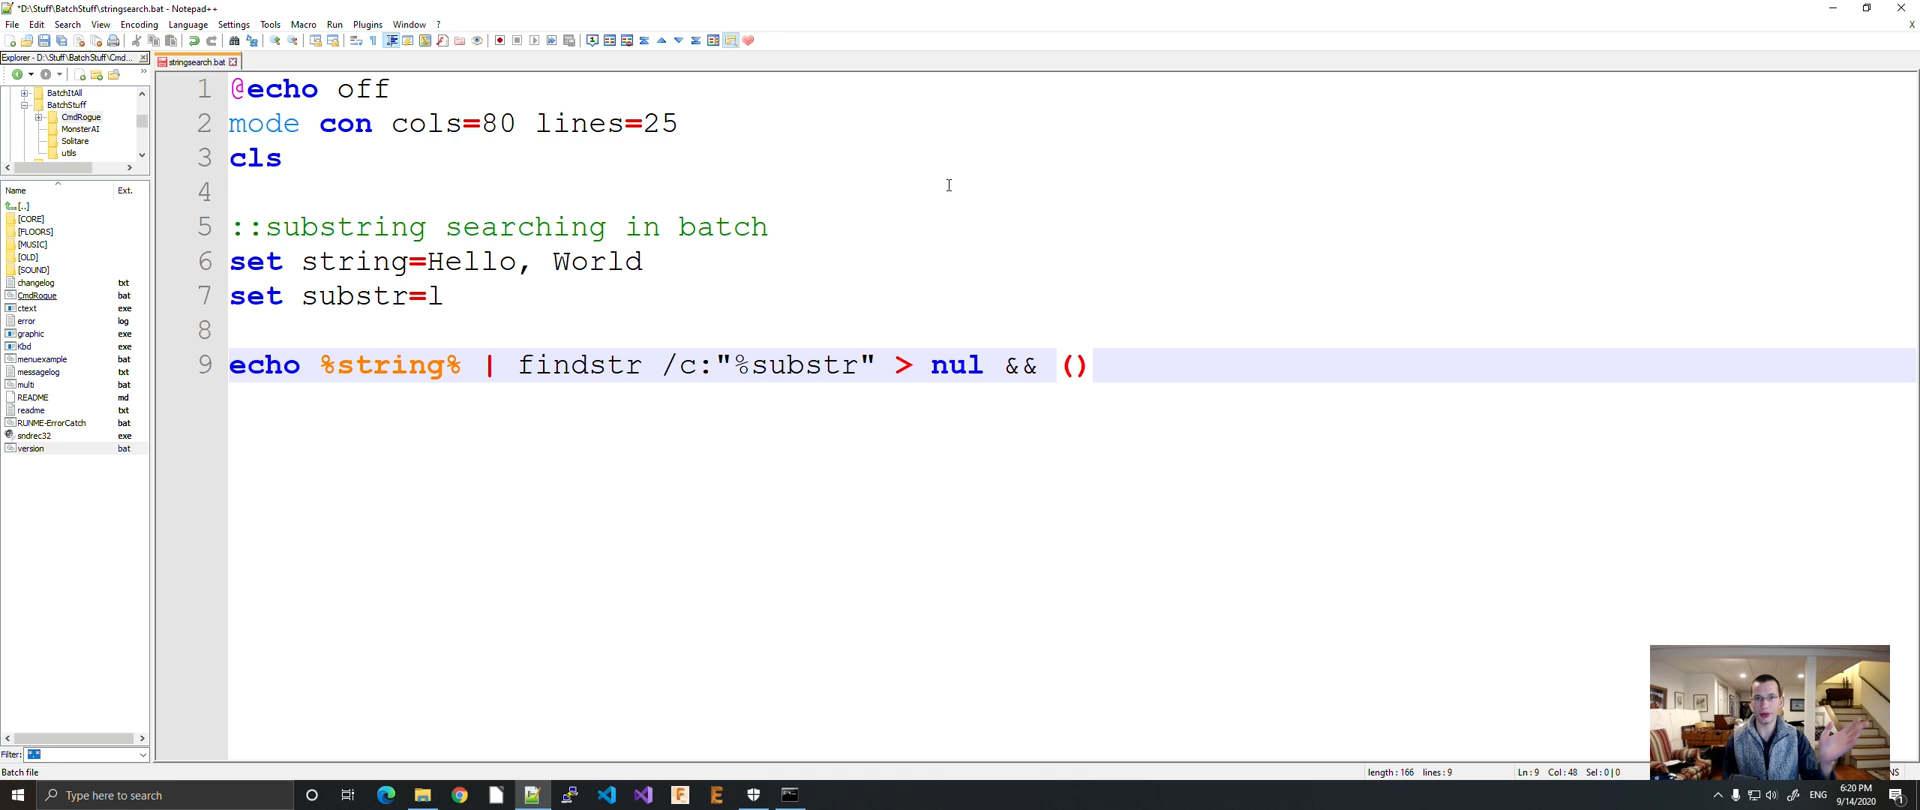 *D:\Stuff\BatchStuff\stringsearch.bat - Notepad++
File Edit Search View Encoding Language Settings Tools Macro Run Plugins Window ?
X
Explorer - D:\Stuff\BatchStuff\Cmd...
stringsearch.bat
BatchItAll
BatchStuff
CmdRogue
MonsterAI
Solitare
utils
Name Ext.
[..]
[CORE]
[FLOORS]
[MUSIC]
[OLD]
[SOUND]
changelog txt
CmdRogue bat
ctext exe
error log
graphic exe
Kbd exe
menuexample bat
messagelog txt
multi bat
README md
readme txt
RUNME-ErrorCatch bat
sndrec32 exe
version bat
Filter: *.*
1 @echo off
2 mode con cols=80 lines=25
3 cls
4
5 ::substring searching in batch
6 set string=Hello, World
7 set substr=l
8
9 echo %string% | findstr /c:"%substr" > nul && ()
Batch file length : 166 lines : 9 Ln : 9 Col : 48 Sel : 0 | 0 NS
Type here to search
ENG
6:20 PM
9/14/2020